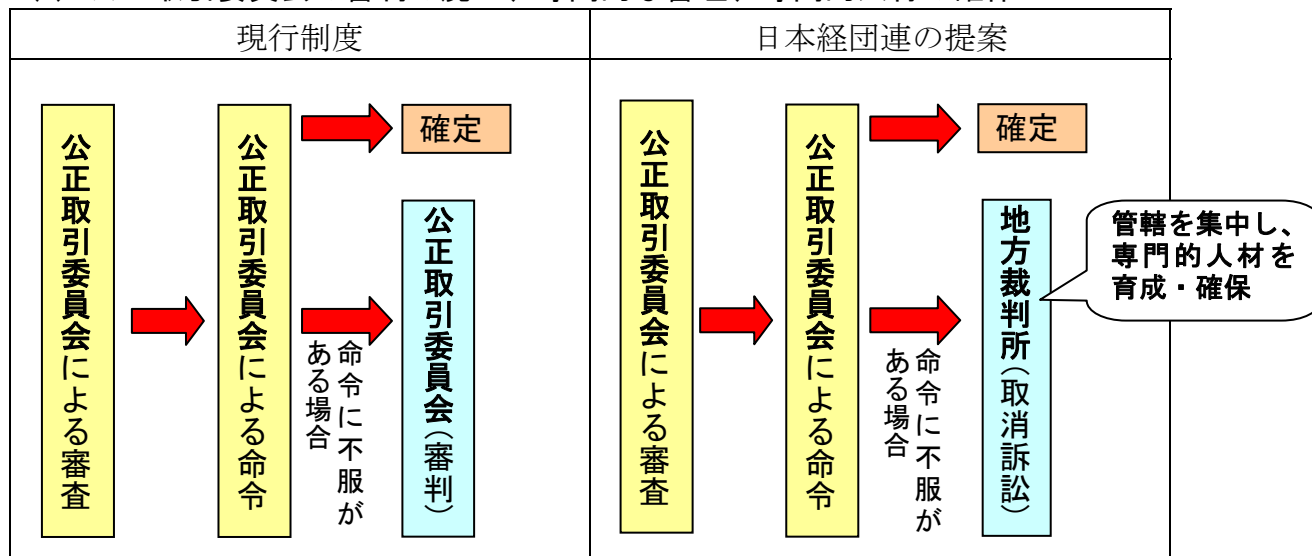 現行制度
日本経団連の提案
公正取引委員会による審査
公正取引委員会による命令
確定
命令に不服が
ある場合
公正取引委員会（審判）
公正取引委員会による審査
公正取引委員会による命令
確定
命令に不服が
ある場合
地方裁判所（取消訴訟）
管轄を集中し、
専門的人材を
育成・確保